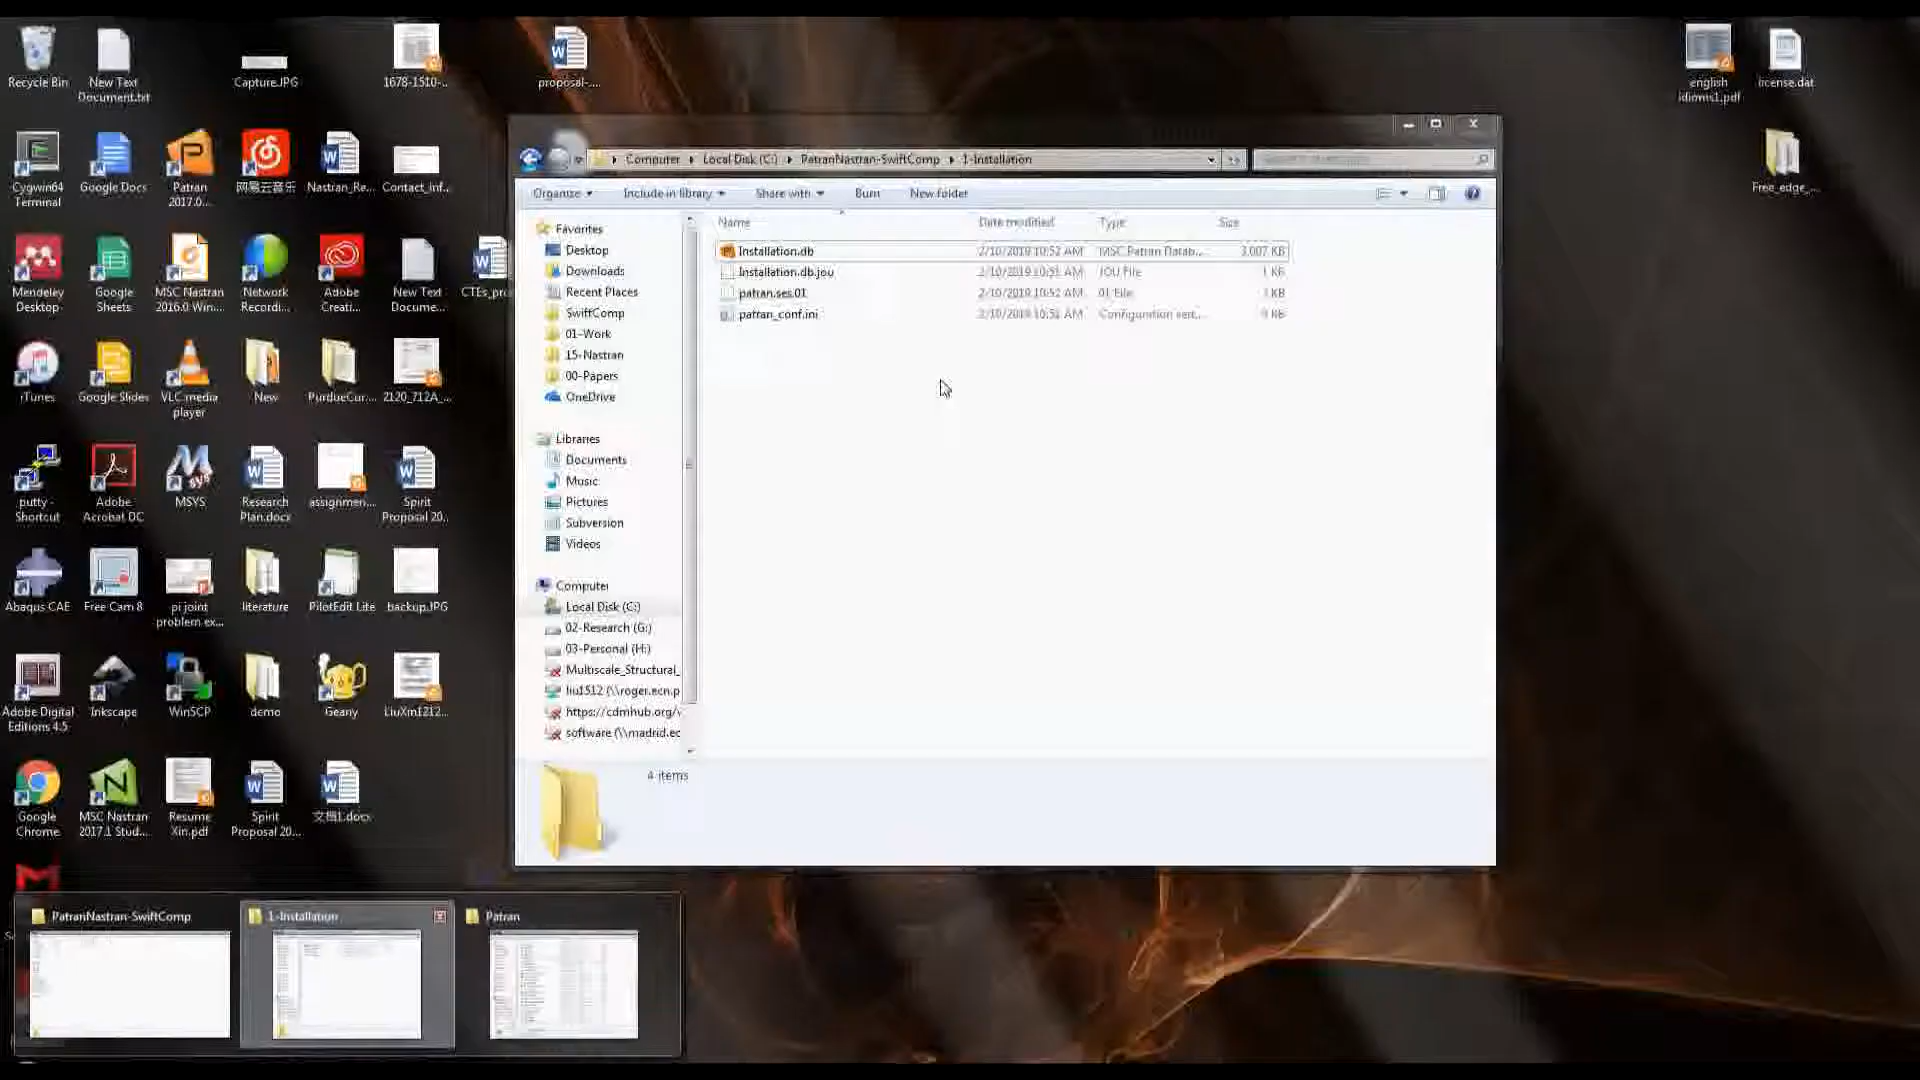 Recycle Bin
New Text
Document.txt
Capture.JPG
1678-1510-...
proposal-....
english
idioms1.pdf
license.dat
Cygwin64
Terminal
Google Docs
Patran
2017.0...
网易云音乐
Nastran_Re...
Contact_inf...
Free_edge_...
Computer
Local Disk (C:)
PatranNastran-SwiftComp
1-Installation
Organize
Include in library
Share with
Burn
New folder
Name
Date modified
Type
Size
Installation.db
2/10/2019 10:52 AM
MSC.Patran Datab...
3,007 KB
Installation.db.jou
2/10/2019 10:51 AM
JOU File
1 KB
patran.ses.01
2/10/2019 10:52 AM
01 File
patran_conf.ini
2/10/2019 10:51 AM
Configuration sett...
Favorites
Desktop
Downloads
Recent Places
SwiftComp
01-Work
15-Nastran
00-Papers
OneDrive
Libraries
Documents
Music
Pictures
Subversion
Videos
Computer
Local Disk (C:)
02-Research (G:)
03-Personal (H:)
Multiscale_Structural_
liu1512 (\\roger.ecn.p
https://cdmhub.org/
software (\\madrid.ec
4 items
Mendeley
Desktop
Google
Sheets
MSC Nastran
2016.0 Win...
Network
Recordi...
Adobe
Creati...
New Text
Docume...
CTEs_pro
iTunes
Google Slides
VLC media
player
New
PurdueCur...
2120_712A_...
putty -
Shortcut
Adobe
Acrobat DC
MSYS
Research
Plan.docx
assignmen...
Spirit
Proposal 20...
Abaqus CAE
Free Cam 8
pi joint
problem ex...
literature
PilotEdit Lite
backup.JPG
Adobe Digital
Editions 4.5
Inkscape
WinSCP
demo
Geany
LiuXm1212...
Google
Chrome
MSC Nastran
2017.1 Stud...
Resume
Xin.pdf
Spirit
Proposal 20...
文档1.docx
PatranNastran-SwiftComp
1-Installation
Patran